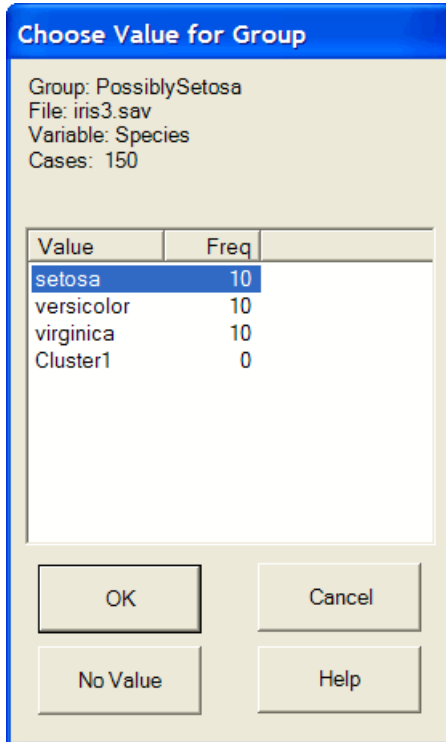 Choose Value for Group
Group: PossiblySetosa
File: iris3.sav
Variable: Species
Cases: 150
Value Freq
setosa 10
versicolor 10
virginica 10
Cluster1 0
OK Cancel
No Value Help